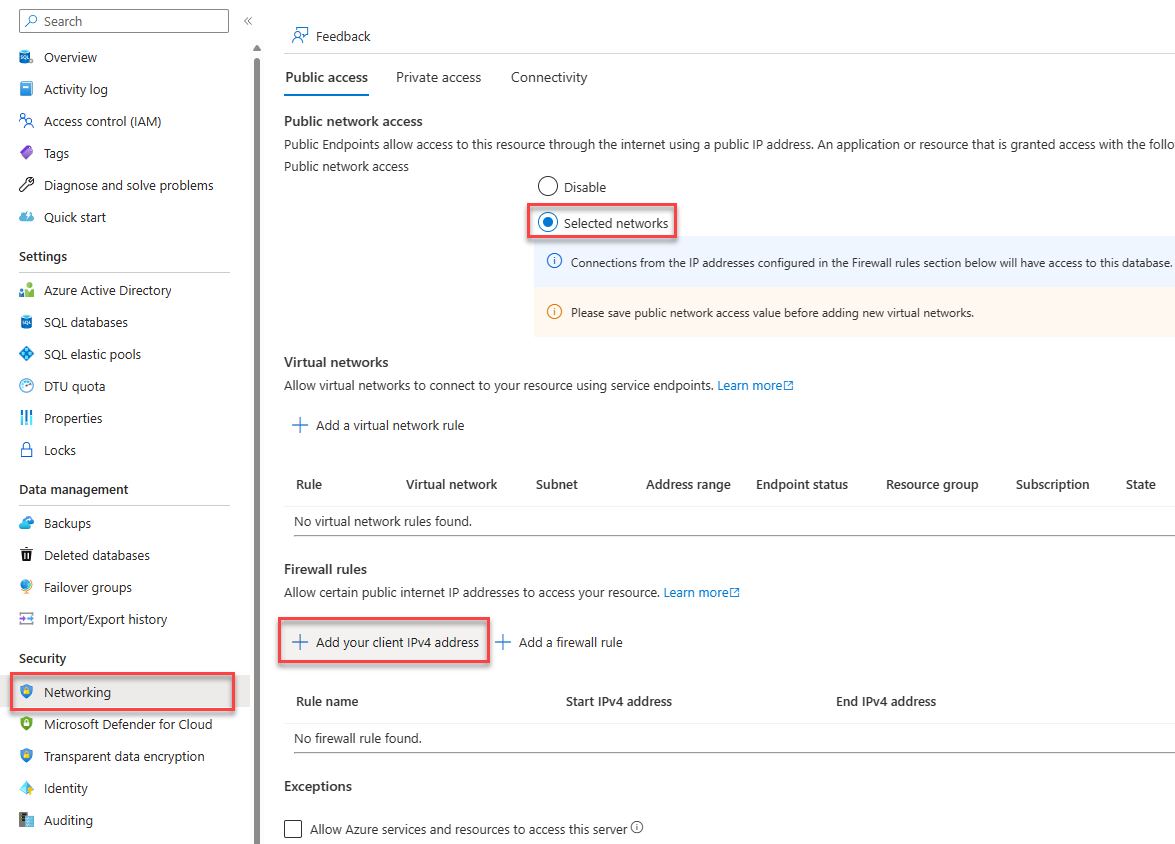 Search
Overview
Activity log
Access control (IAM)
Tags
Diagnose and solve problems
Quick start
Settings
Azure Active Directory
SQL databases
SQL elastic pools
DTU quota
Properties
Locks
Data management
Backups
Deleted databases
Failover groups
Import/Export history
Security
Networking
Microsoft Defender for Cloud
Transparent data encryption
Identity
Auditing
Feedback
Public access Private access Connectivity
Public network access
Public Endpoints allow access to this resource through the internet using a public IP address. An application or resource that is granted access with the follo
Public network access
Disable
Selected networks
Connections from the IP addresses configured in the Firewall rules section below will have access to this database.
Please save public network access value before adding new virtual networks.
Virtual networks
Allow virtual networks to connect to your resource using service endpoints. Learn more
Add a virtual network rule
Rule Virtual network Subnet Address range Endpoint status Resource group Subscription State
No virtual network rules found.
Firewall rules
Allow certain public internet IP addresses to access your resource. Learn more
Add your client IPv4 address Add a firewall rule
Rule name Start IPv4 address End IPv4 address
No firewall rule found.
Exceptions
Allow Azure services and resources to access this server